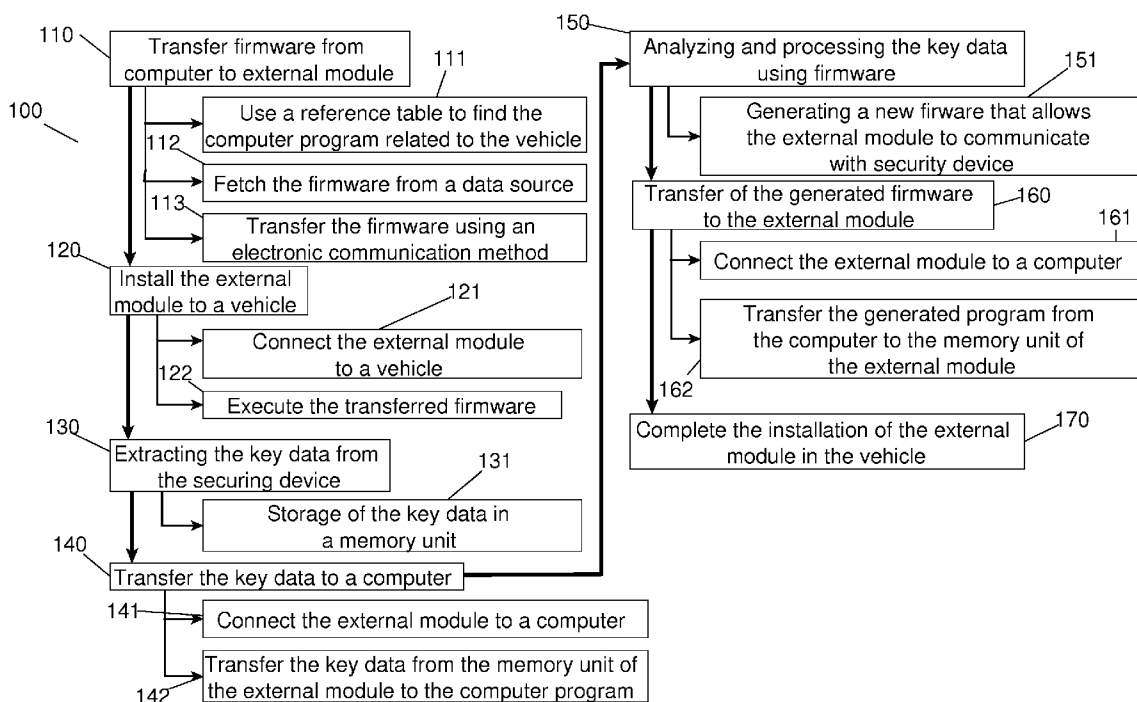 110
Transfer firmware from
computer to external module
111
100
Use a reference table to find the
computer program related to the vehicle
112
Fetch the firmware from a data source
113
Transfer the firmware using an
electronic communication method
120
Install the external
module to a vehicle
121
Connect the external module
to a vehicle
122
Execute the transferred firmware
130
Extracting the key data from
the securing device
131
Storage of the key data in
a memory unit
140
Transfer the key data to a computer
141
Connect the external module to a computer
Transfer the key data from the memory unit of
the external module to the computer program
142
150
Analyzing and processing the key data
using firmware
151
Generating a new firware that allows
the external module to communicate
with security device
Transfer of the generated firmware
to the external module
160
161
Connect the external module to a computer
Transfer the generated program from
the computer to the memory unit of
the external module
162
Complete the installation of the external
module in the vehicle
170